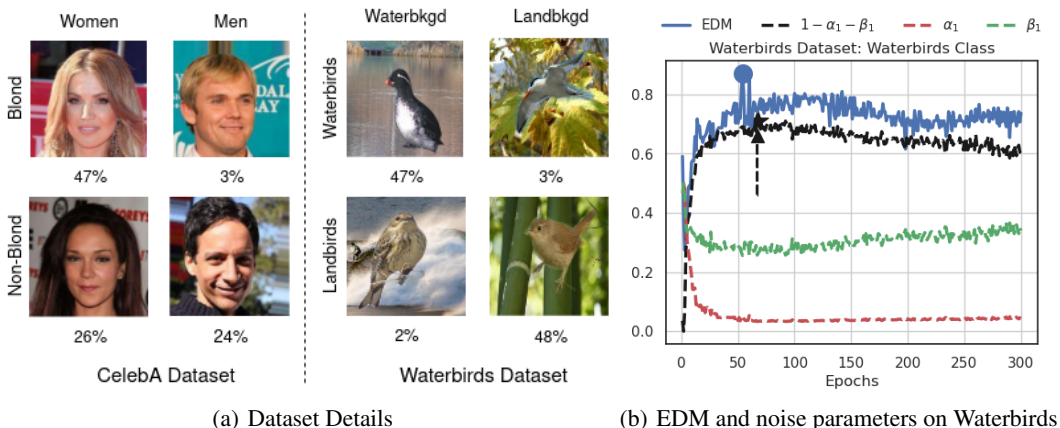 Women Men
Blond
47% 3%
Non-Blond
26% 24%
CelebA Dataset
Waterbkgd Landbkgd
Waterbirds
47% 3%
Landbirds
2% 48%
Waterbirds Dataset
(a) Dataset Details
EDM 1 − α₁ − β₁ α₁ β₁
Waterbirds Dataset: Waterbirds Class
0.8
0.6
0.4
0.2
0.0
0 50 100 150 200 250 300
Epochs
(b) EDM and noise parameters on Waterbirds